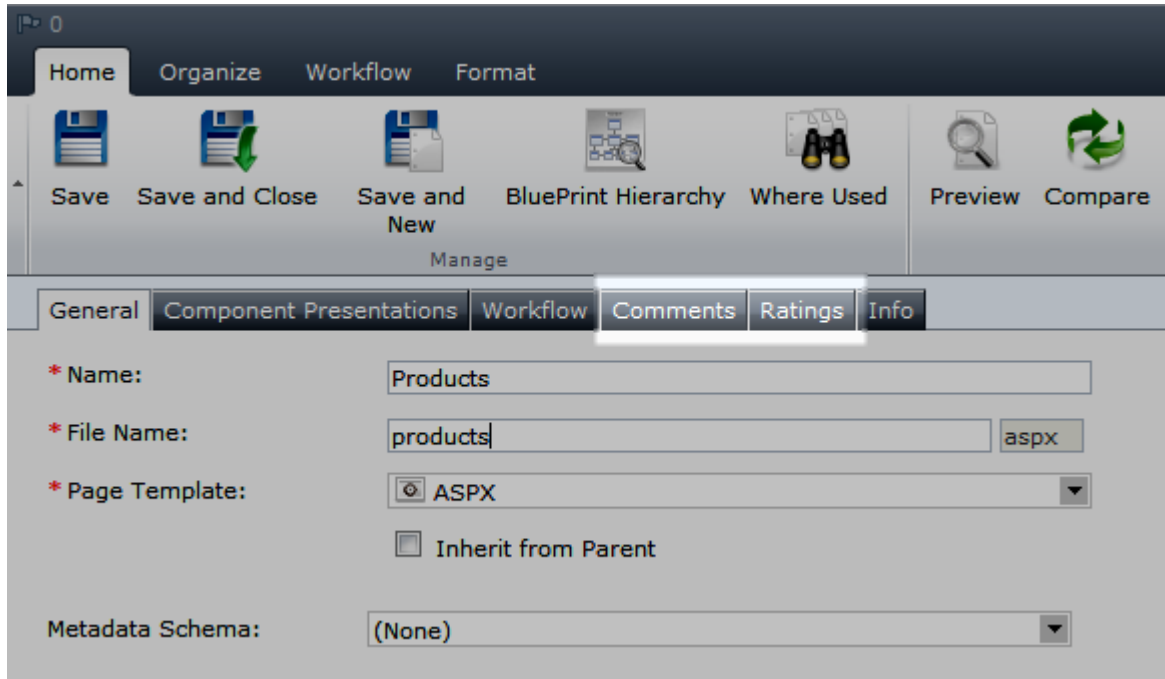 0
Home Organize Workflow Format
Save Save and Close Save and New BluePrint Hierarchy Where Used Preview Compare
Manage
General Component Presentations Workflow Comments Ratings Info
* Name: Products
* File Name: products aspx
* Page Template: ASPX
Inherit from Parent
Metadata Schema: (None)